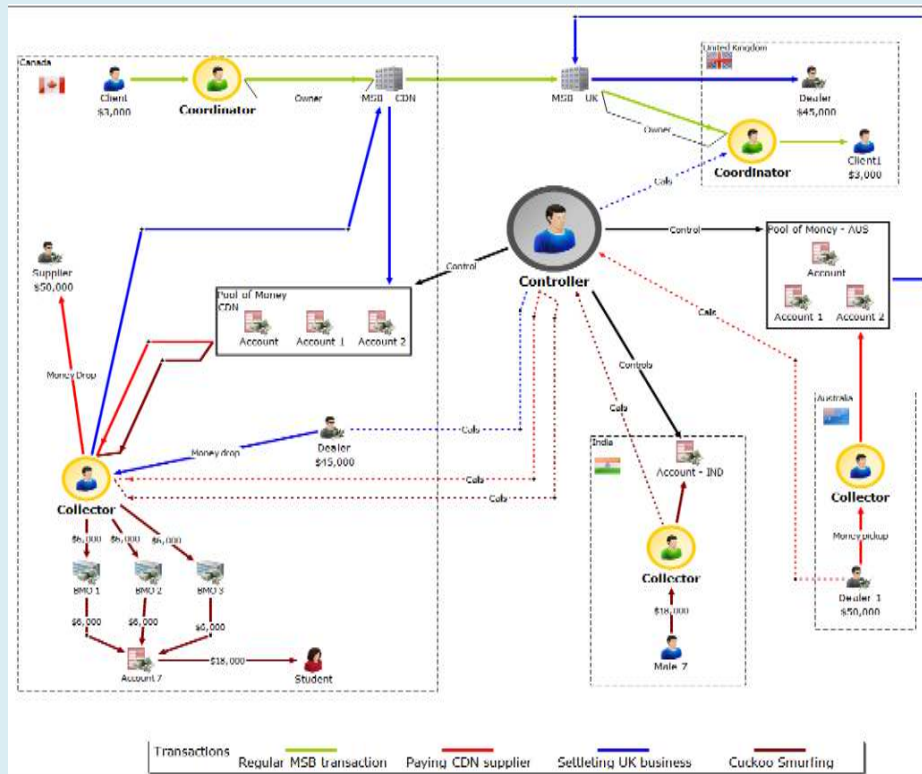 Canada
Client
$3,000
Coordinator
Owner
MSB CDN
MSB UK
United Kingdom
Dealer
$45,000
Owner
Coordinator
Client1
$3,000
Calls
Controller
Control
Control
Pool of Money - AUS
Account
Account 1
Account 2
Supplier
$50,000
Pool of Money
CDN
Account
Account 1
Account 2
Money Drop
Controls
Calls
Calls
Dealer
$45,000
Money drop
Calls
Calls
Calls
Collector
India
Account - IND
Collector
$18,000
Male 7
Australia
Collector
Money pickup
Dealer 1
$50,000
$6,000
$6,000
$6,000
BMO 1
BMO 2
BMO 3
$6,000
$6,000
$6,000
Account 7
$18,000
Student
Transactions
Regular MSB transaction
Paying CDN supplier
Settleting UK business
Cuckoo Smurfing